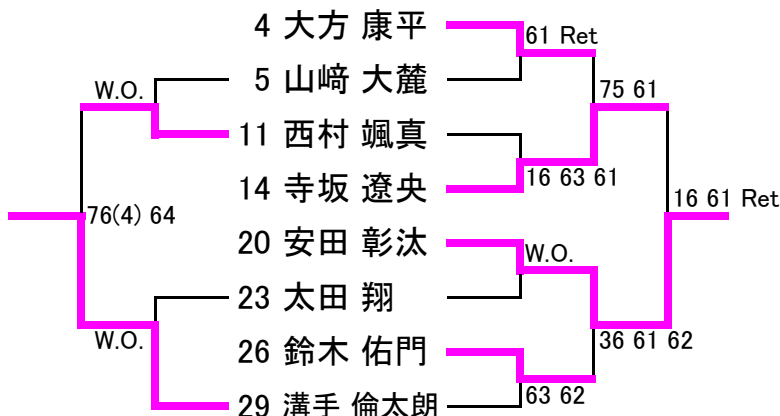 4 大方 康平
61 Ret
5 山﨑 大麓
W.O.
75 61
11 西村 颯真
16 63 61
14 寺坂 遼央
76(4) 64
16 61 Ret
20 安田 彰汰
W.O.
23 太田 翔
W.O.
36 61 62
26 鈴木 佑門
63 62
29 溝手 倫太朗